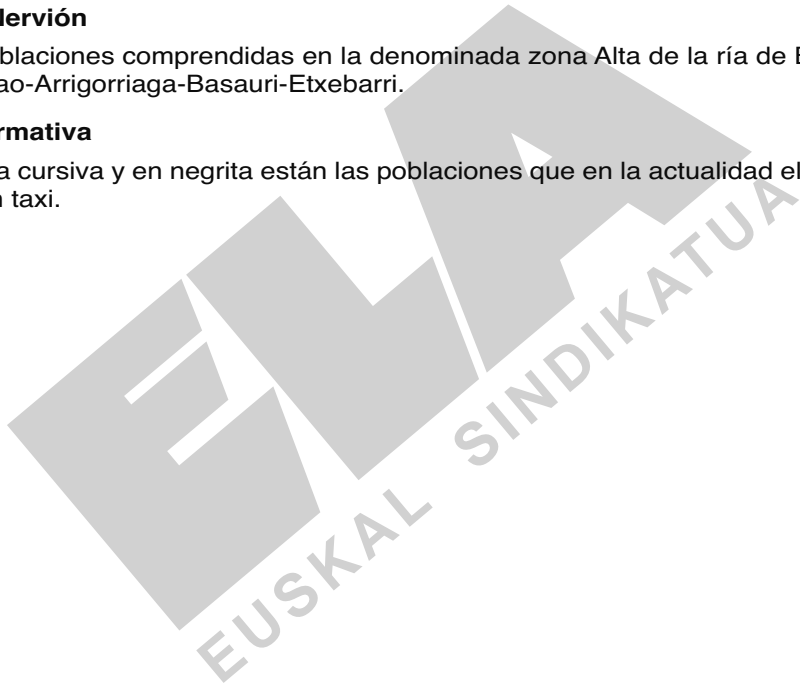 blaciones comprendidas en la denominada zona Alta de la ría de
ao-Arrigorriaga-Basauri-Etxebarri.
rmativa
a cursiva y en negrita están las poblaciones que en la actualidad el
taxi.
ELA
EUSKAL SINDIKATUA